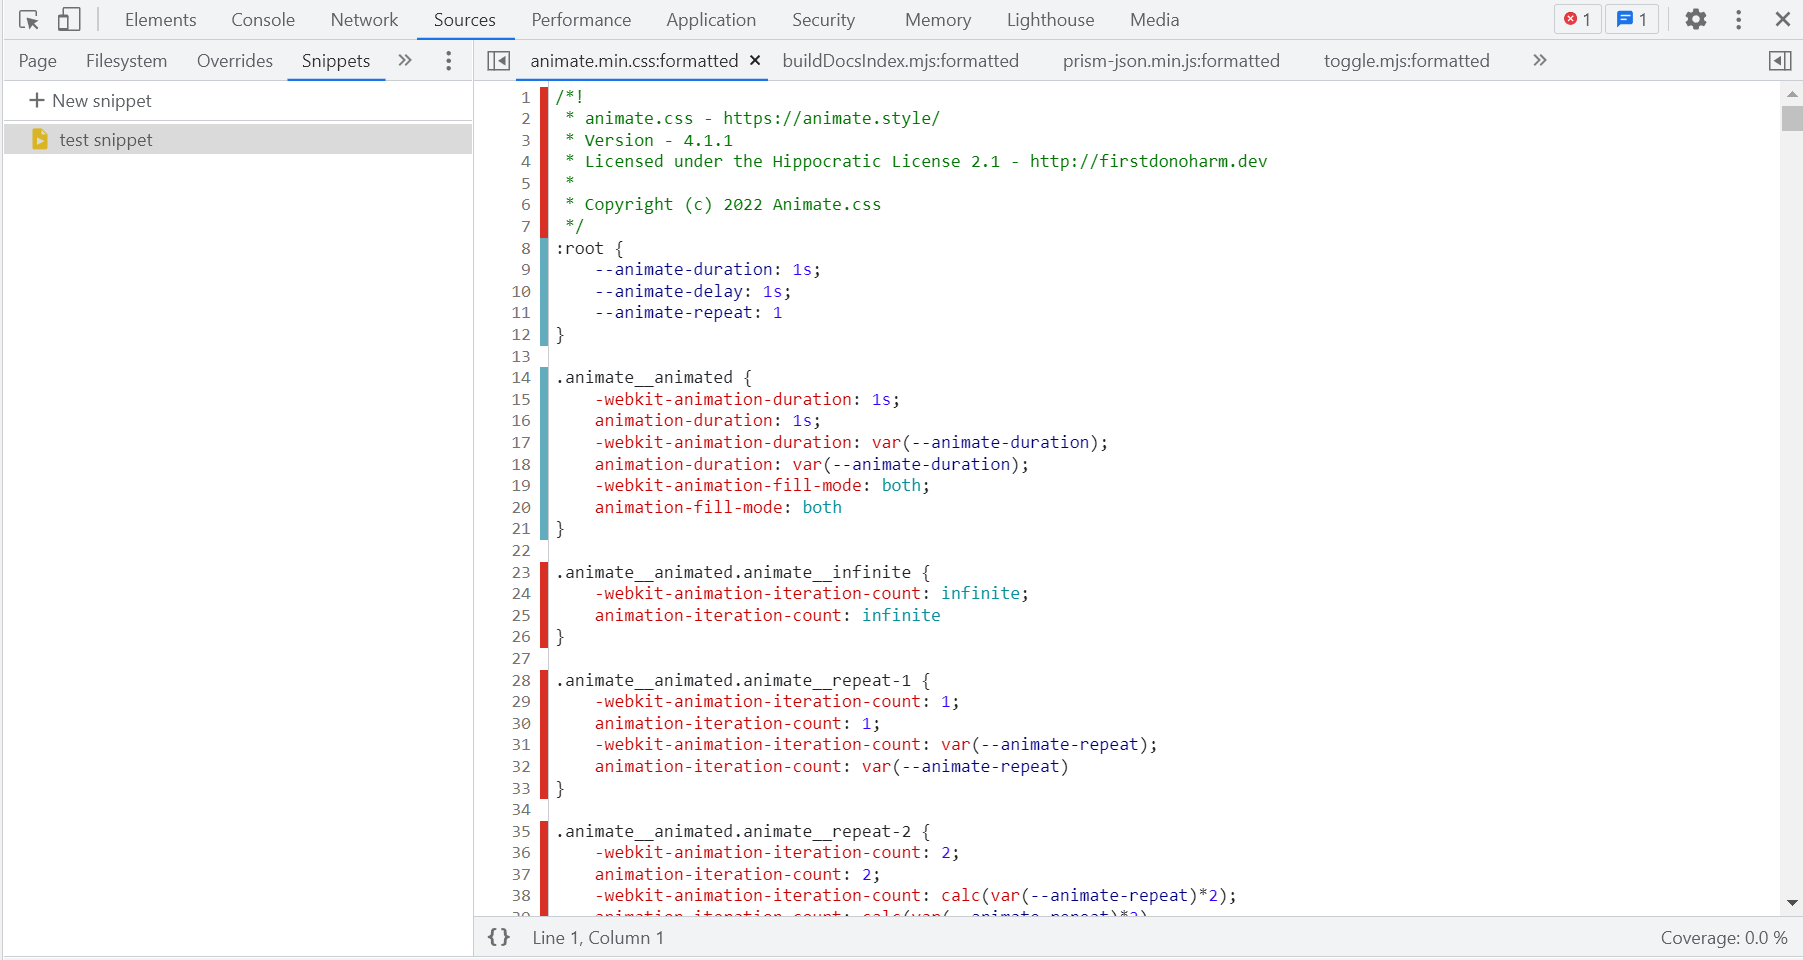 Elements Console Network Sources Performance Application Security Memory Lighthouse Media 1 1
Page Filesystem Overrides Snippets
animate.min.css:formatted buildDocsIndex.mjs:formatted prism-json.min.js:formatted toggle.mjs:formatted
New snippet
test snippet
1 /*!
2  * animate.css - https://animate.style/
3  * Version - 4.1.1
4  * Licensed under the Hippocratic License 2.1 - http://firstdonoharm.dev
5  *
6  * Copyright (c) 2022 Animate.css
7  */
8 :root {
9     --animate-duration: 1s;
10     --animate-delay: 1s;
11     --animate-repeat: 1
12 }
13
14 .animate__animated {
15     -webkit-animation-duration: 1s;
16     animation-duration: 1s;
17     -webkit-animation-duration: var(--animate-duration);
18     animation-duration: var(--animate-duration);
19     -webkit-animation-fill-mode: both;
20     animation-fill-mode: both
21 }
22
23 .animate__animated.animate__infinite {
24     -webkit-animation-iteration-count: infinite;
25     animation-iteration-count: infinite
26 }
27
28 .animate__animated.animate__repeat-1 {
29     -webkit-animation-iteration-count: 1;
30     animation-iteration-count: 1;
31     -webkit-animation-iteration-count: var(--animate-repeat);
32     animation-iteration-count: var(--animate-repeat)
33 }
34
35 .animate__animated.animate__repeat-2 {
36     -webkit-animation-iteration-count: 2;
37     animation-iteration-count: 2;
38     -webkit-animation-iteration-count: calc(var(--animate-repeat)*2);
39     animation-iteration-count: calc(var(--animate-repeat)*2)
{} Line 1, Column 1
Coverage: 0.0 %